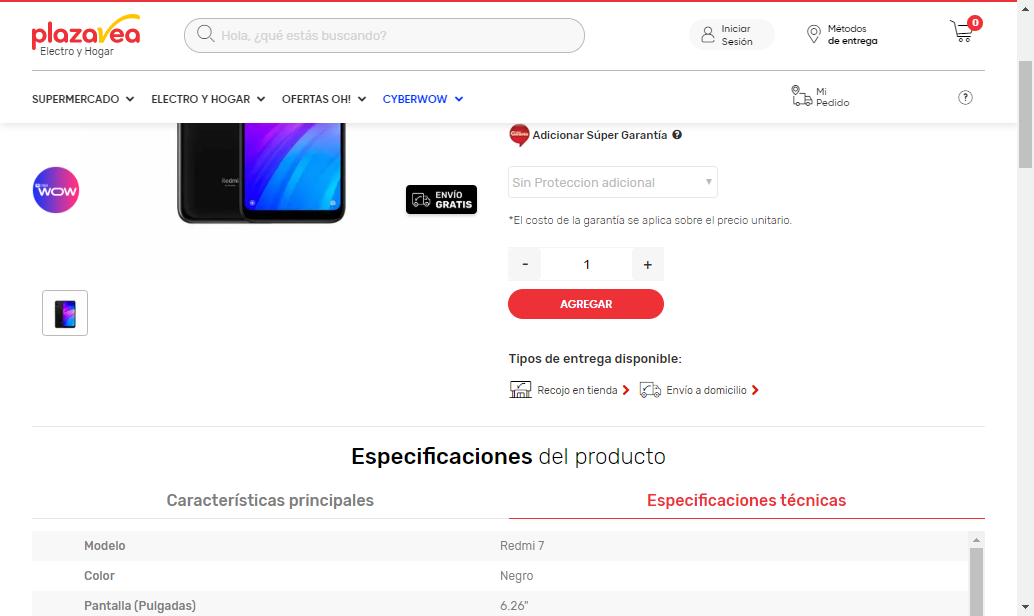 plazavea
Electro y Hogar
Hola, ¿qué estás buscando?
Iniciar
Sesión
Métodos
de entrega
0
SUPERMERCADO
ELECTRO Y HOGAR
OFERTAS OH!
CYBERWOW
Mi
Pedido
?
Redmi
WOW
ENVÍO
GRATIS
Adicionar Súper Garantía ?
Sin Proteccion adicional
*El costo de la garantía se aplica sobre el precio unitario.
- 1 +
AGREGAR
Tipos de entrega disponible:
Recojo en tienda
Envío a domicilio
Especificaciones del producto
Características principales
Especificaciones técnicas
Modelo Redmi 7
Color Negro
Pantalla (Pulgadas) 6.26"